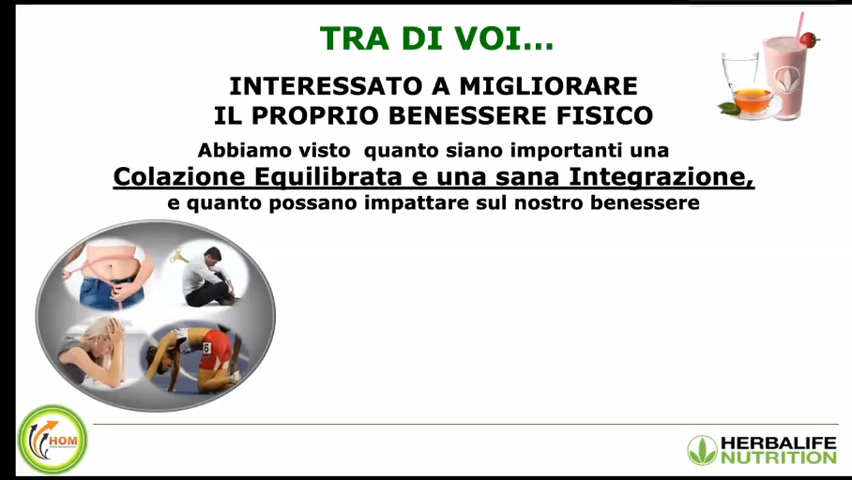 TRA DI VOI...
INTERESSATO A MIGLIORARE
IL PROPRIO BENESSERE FISICO
Abbiamo visto quanto siano importanti una
Colazione Equilibrata e una sana Integrazione,
e quanto possano impattare sul nostro benessere
6
HOM
HERBALIFE
NUTRITION